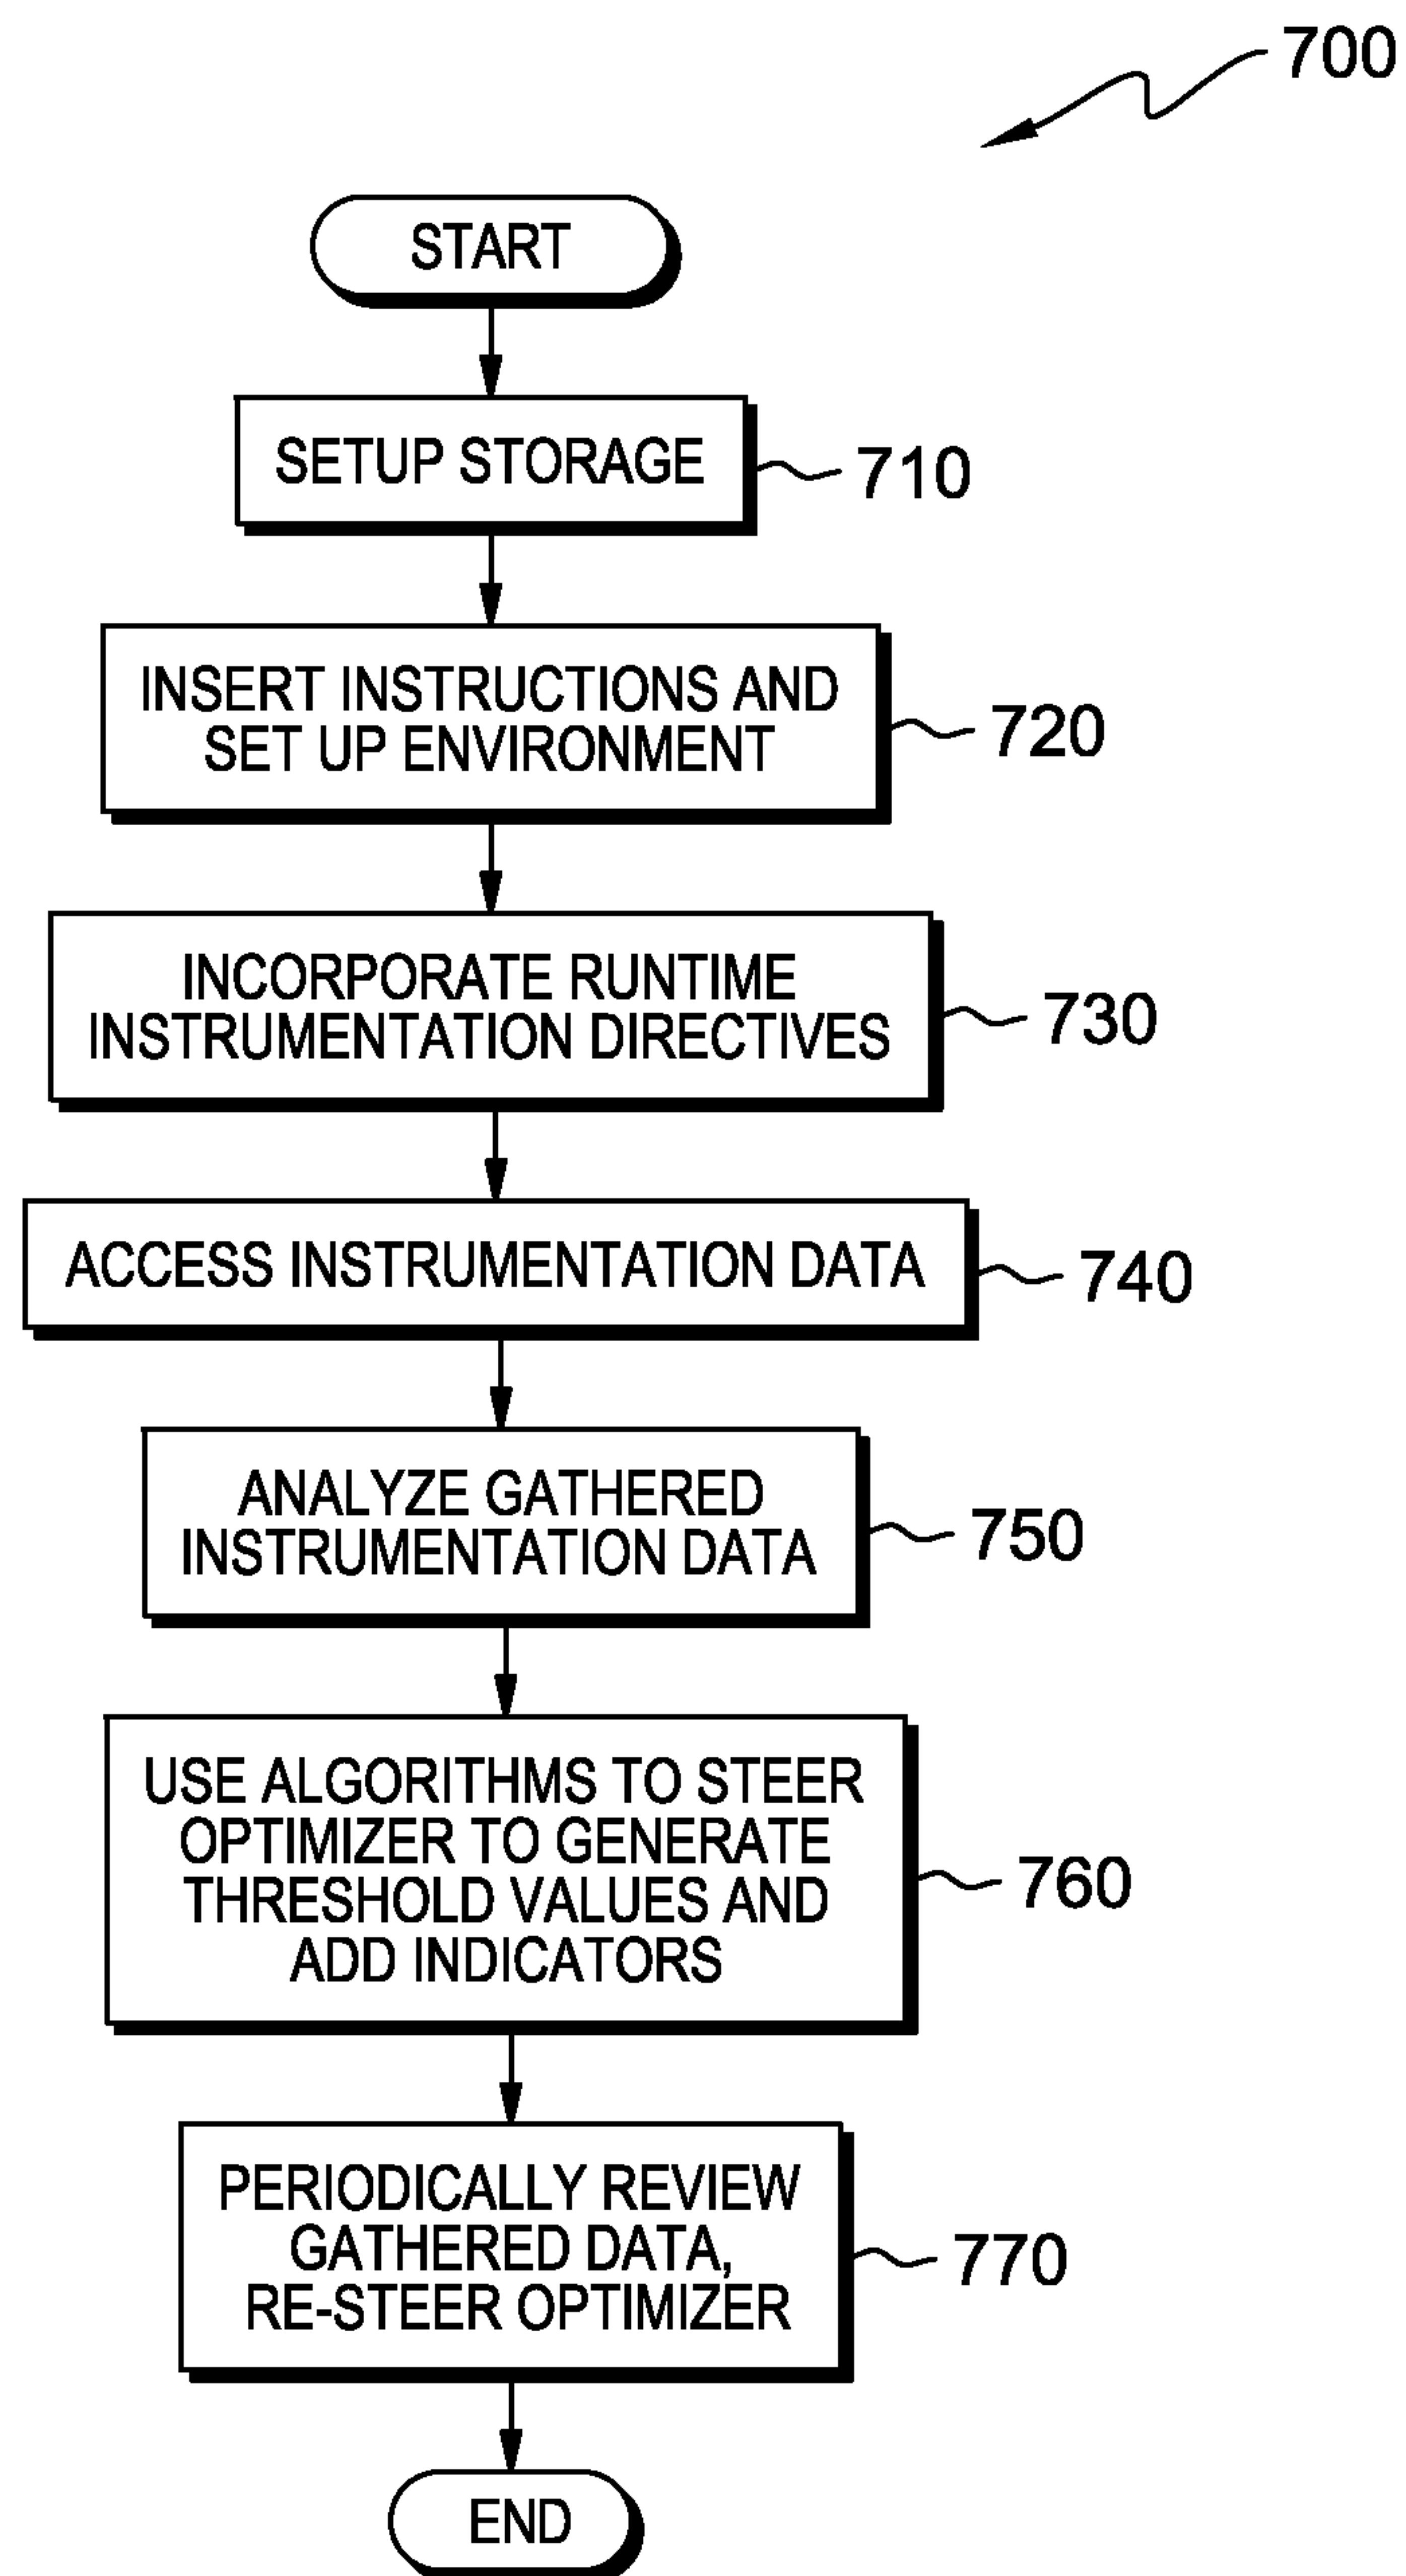 700
START
SETUP STORAGE
710
INSERT INSTRUCTIONS AND
SET UP ENVIRONMENT
720
INCORPORATE RUNTIME
INSTRUMENTATION DIRECTIVES
730
ACCESS INSTRUMENTATION DATA
740
ANALYZE GATHERED
INSTRUMENTATION DATA
750
USE ALGORITHMS TO STEER
OPTIMIZER TO GENERATE
THRESHOLD VALUES AND
ADD INDICATORS
760
PERIODICALLY REVIEW
GATHERED DATA,
RE-STEER OPTIMIZER
770
END